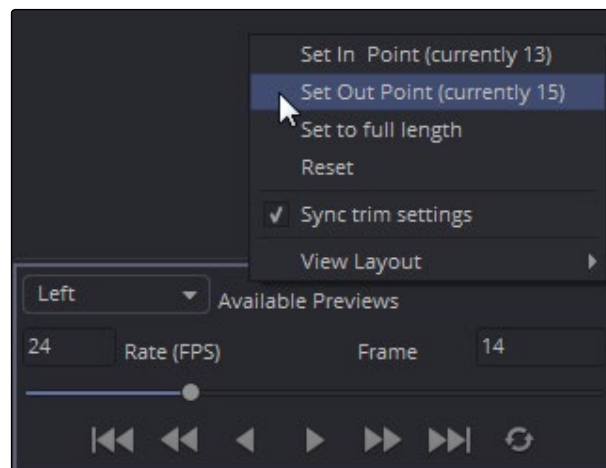 Set In  Point (currently 13)
Set Out Point (currently 15)
Set to full length
Reset
Sync trim settings
View Layout
Left Available Previews
24 Rate (FPS) Frame 14